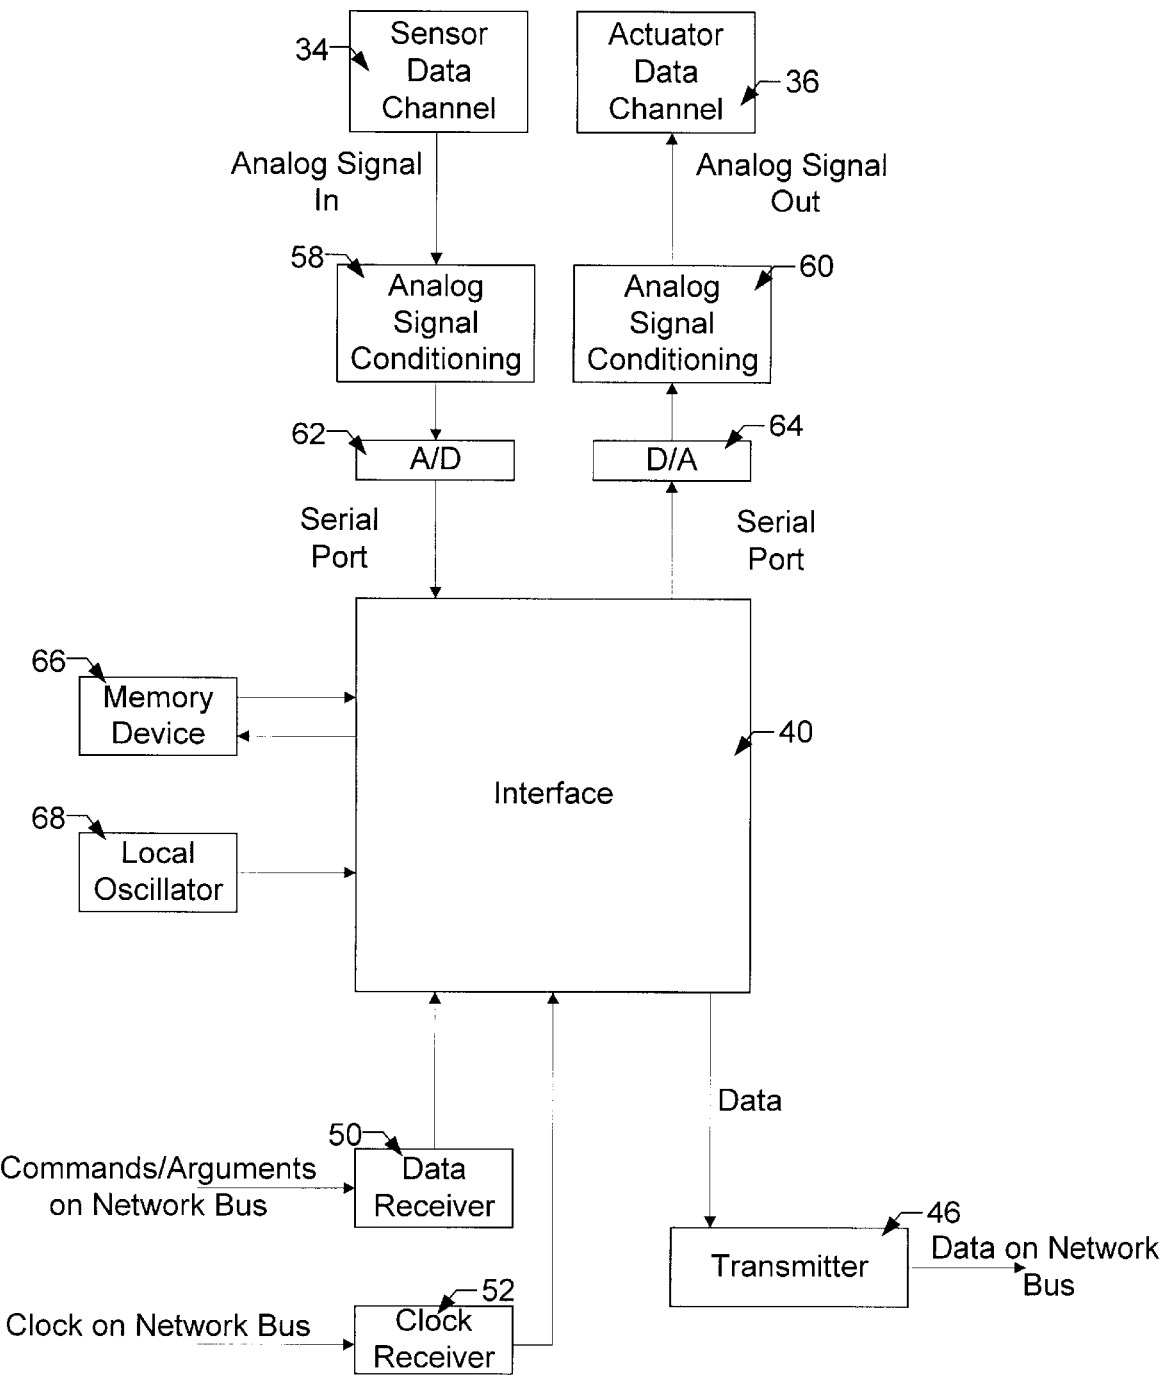 34
Sensor
Data
Channel
Actuator
Data
Channel
36
Analog Signal
In
Analog Signal
Out
58
Analog
Signal
Conditioning
60
Analog
Signal
Conditioning
62
A/D
64
D/A
Serial
Port
Serial
Port
66
Memory
Device
40
Interface
68
Local
Oscillator
Data
50
Commands/Arguments
on Network Bus
Data
Receiver
46
Transmitter
Data on Network
Bus
52
Clock on Network Bus
Clock
Receiver